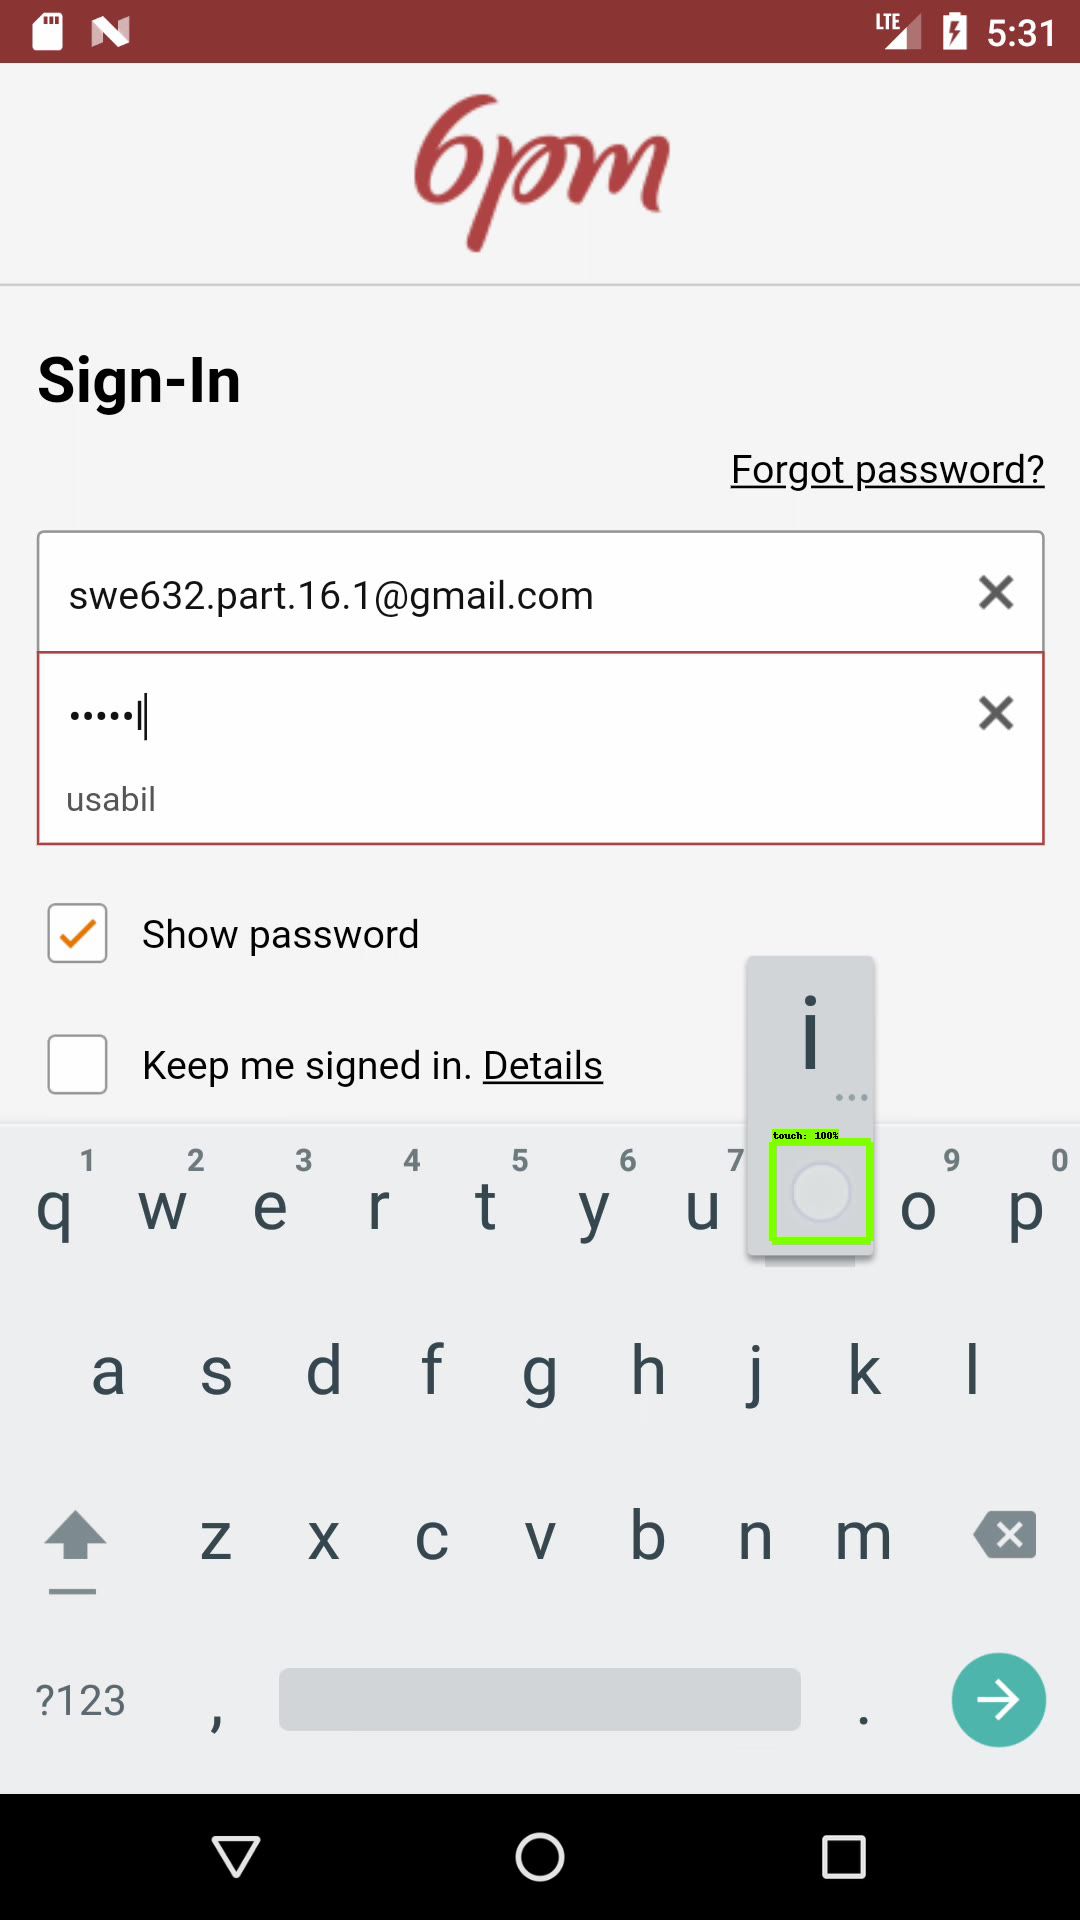 LTE 5:31
6pm
Sign-In
Forgot password?
swe632.part.16.1@gmail.com
•••••l
usabil
Show password
i
Keep me signed in. Details
touch: 100%
1 2 3 4 5 6 7 9 0
q w e r t y u o p
a s d f g h j k l
z x c v b n m
?123 , .